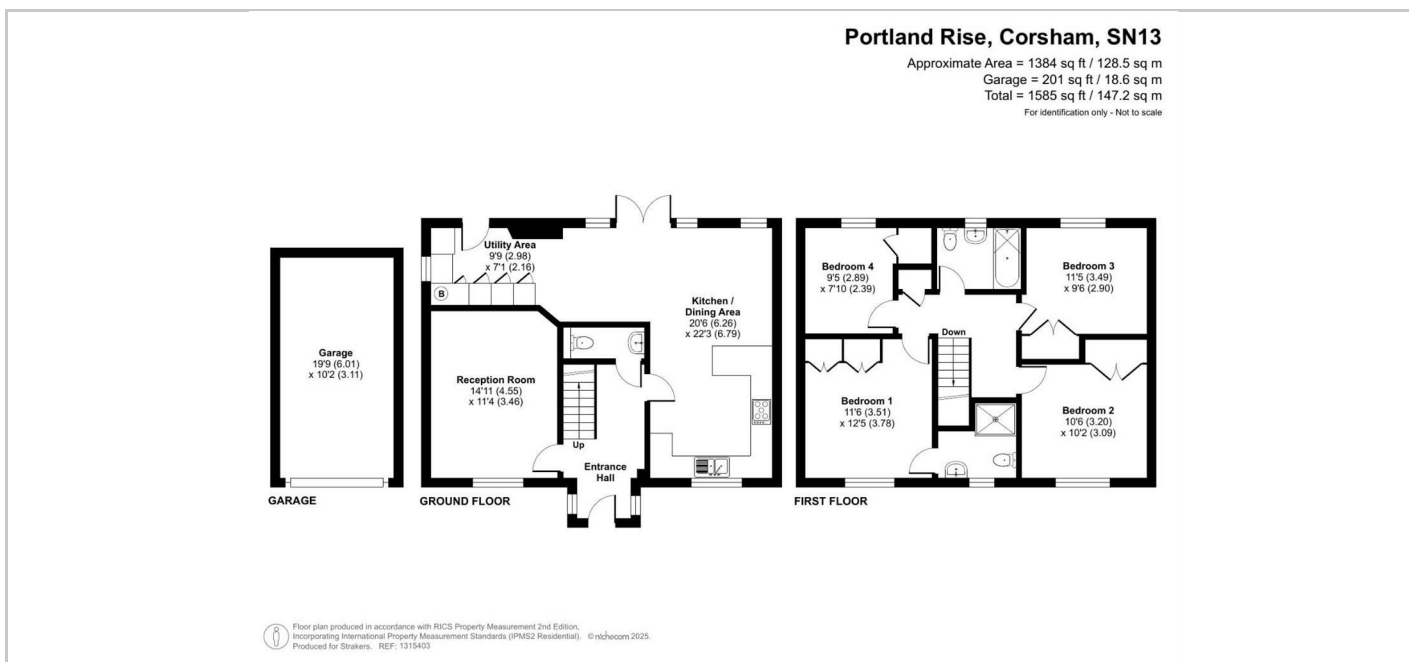 Portland Rise, Corsham, SN13
Approximate Area = 1384 sq ft / 128.5 sq m
Garage = 201 sq ft / 18.6 sq m
Total = 1585 sq ft / 147.2 sq m
For identification only - Not to scale
Garage
19'9 (6.01)
x 10'2 (3.11)
GARAGE
Utility Area
9'9 (2.98)
x 7'1 (2.16)
B
Kitchen /
Dining Area
20'6 (6.26)
x 22'3 (6.79)
Reception Room
14'11 (4.55)
x 11'4 (3.46)
Up
Entrance
Hall
GROUND FLOOR
Bedroom 4
9'5 (2.89)
x 7'10 (2.39)
Bedroom 3
11'5 (3.49)
x 9'6 (2.90)
Down
Bedroom 1
11'6 (3.51)
x 12'5 (3.78)
Bedroom 2
10'6 (3.20)
x 10'2 (3.09)
FIRST FLOOR
Floor plan produced in accordance with RICS Property Measurement 2nd Edition,
Incorporating International Property Measurement Standards (IPMS2 Residential). © nichecom 2025.
Produced for Strakers. REF: 1315403